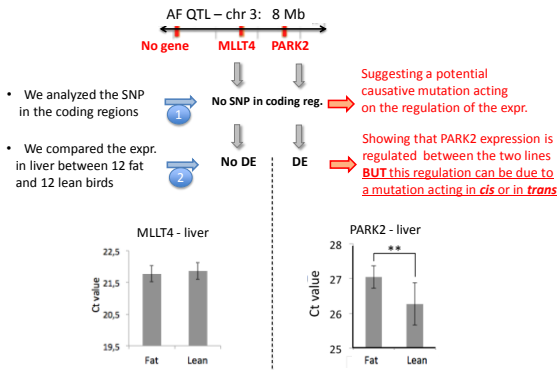 AF QTL – chr 3: 8 Mb
No gene MLLT4 PARK2
• We analyzed the SNP
in the coding regions
1
No SNP in coding reg.
Suggesting a potential
causative mutation acting
on the regulation of the expr.
• We compared the expr.
in liver between 12 fat
and 12 lean birds
2
No DE
DE
Showing that PARK2 expression is
regulated between the two lines
BUT this regulation can be due to
a mutation acting in cis or in trans
MLLT4 - liver
Ct value
22,5
21,5
20,5
19,5
Fat Lean
PARK2 - liver
**
Ct value
28
27
26
25
Fat Lean